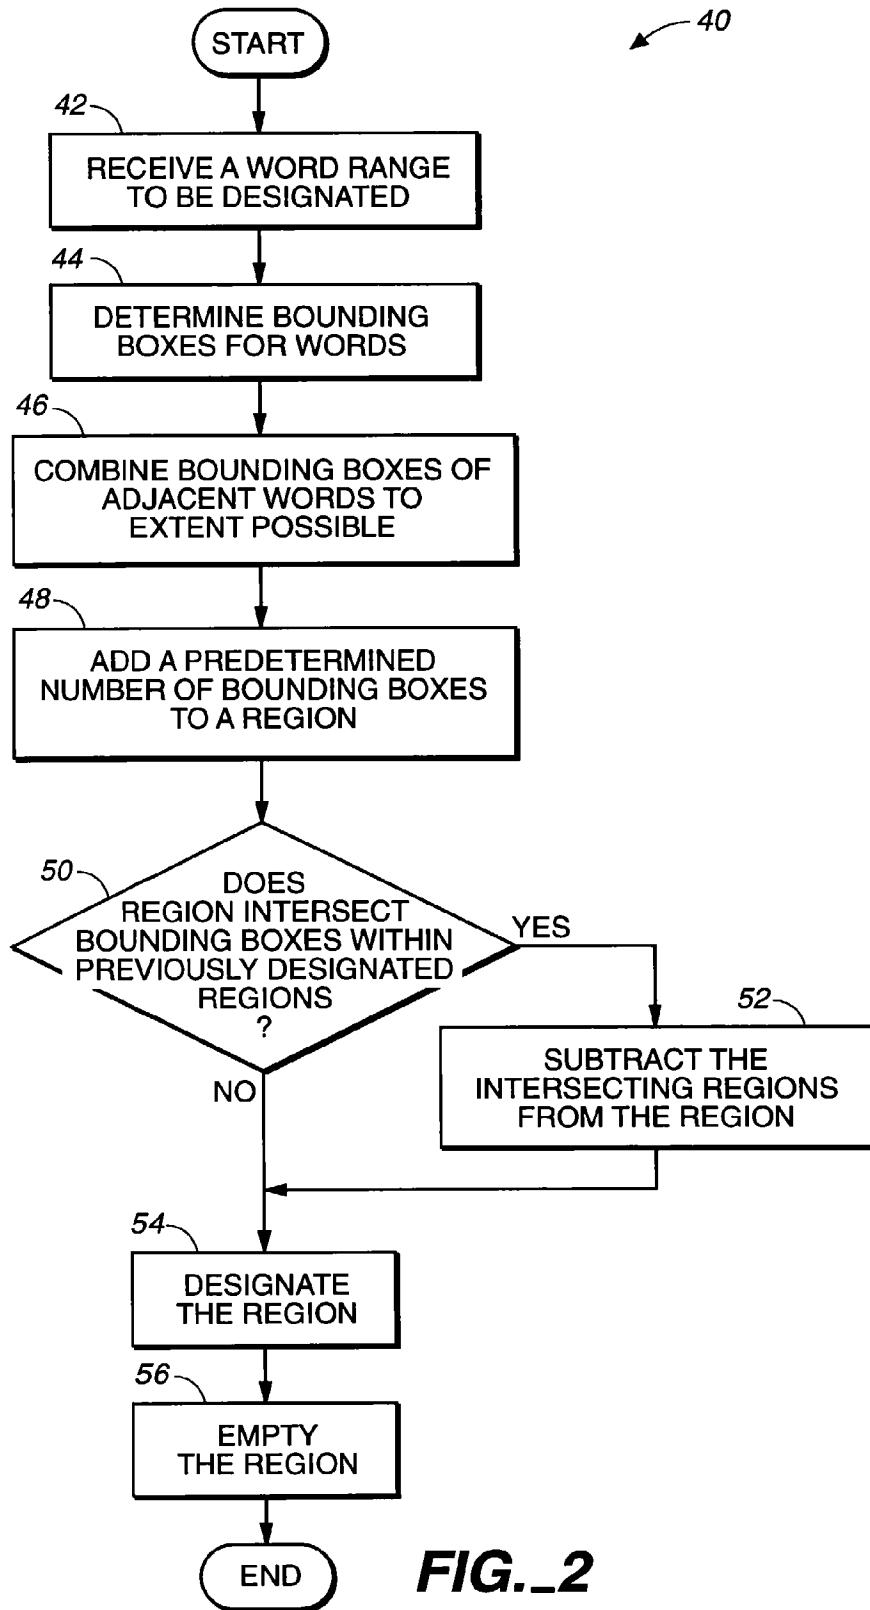 START
40
42
RECEIVE A WORD RANGE
TO BE DESIGNATED
44
DETERMINE BOUNDING
BOXES FOR WORDS
46
COMBINE BOUNDING BOXES OF
ADJACENT WORDS TO
EXTENT POSSIBLE
48
ADD A PREDETERMINED
NUMBER OF BOUNDING BOXES
TO A REGION
50
DOES
REGION INTERSECT
BOUNDING BOXES WITHIN
PREVIOUSLY DESIGNATED
REGIONS
?
YES
52
SUBTRACT THE
INTERSECTING REGIONS
FROM THE REGION
NO
54
DESIGNATE
THE REGION
56
EMPTY
THE REGION
END
FIG._2